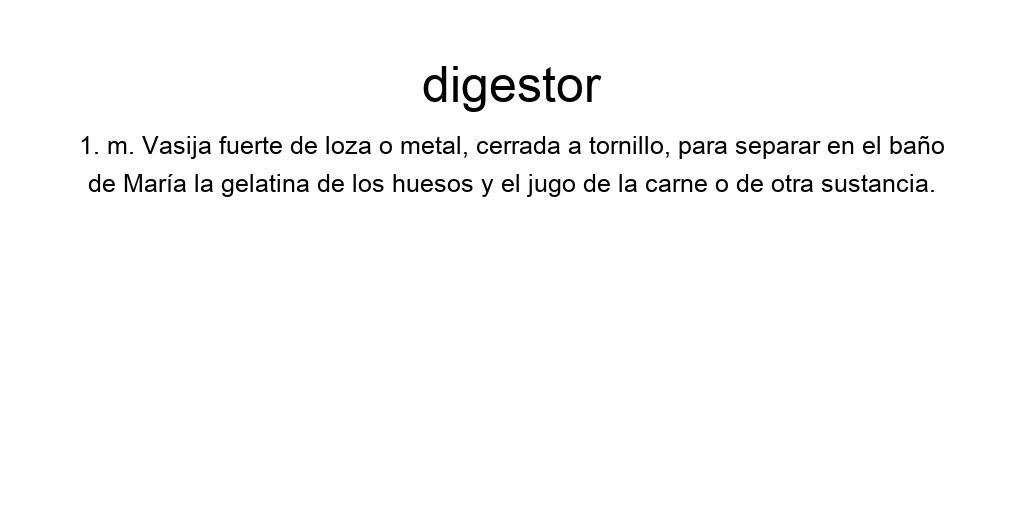 digestor
1. m. Vasija fuerte de loza o metal, cerrada a tornillo, para separar en el baño
de María la gelatina de los huesos y el jugo de la carne o de otra sustancia.